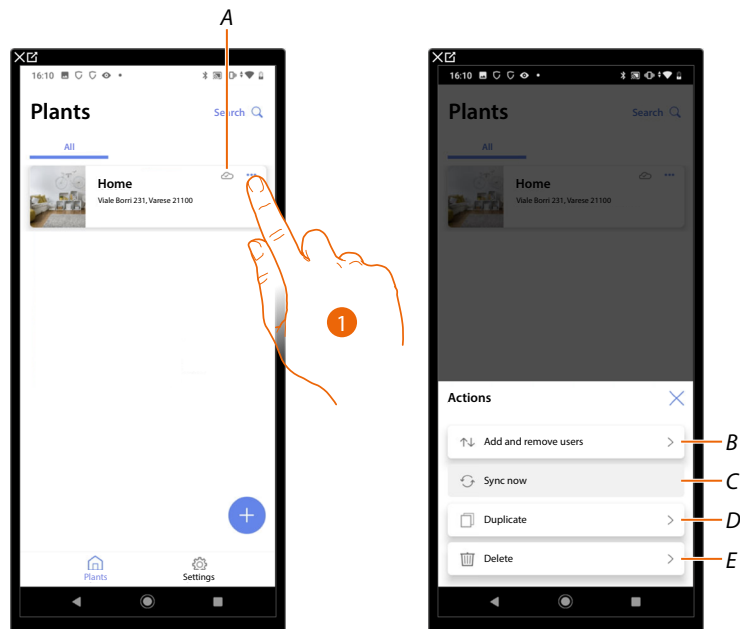 A
16:10
Plants
Search
All
Home
Viale Borri 231, Varese 21100
1
Plants
Settings
16:10
Plants
Search
All
Home
Viale Borri 231, Varese 21100
Actions
Add and remove users
B
Sync now
C
Duplicate
D
Delete
E